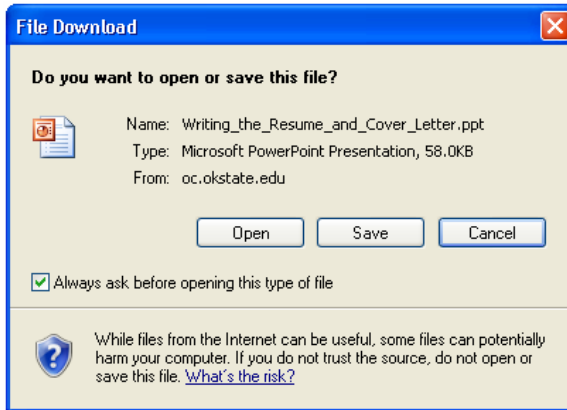 File Download
Do you want to open or save this file?
Name: Writing_the_Resume_and_Cover_Letter.ppt
Type: Microsoft PowerPoint Presentation, 58.0KB
From: oc.okstate.edu
Open Save Cancel
Always ask before opening this type of file
While files from the Internet can be useful, some files can potentially
harm your computer. If you do not trust the source, do not open or
save this file. What's the risk?